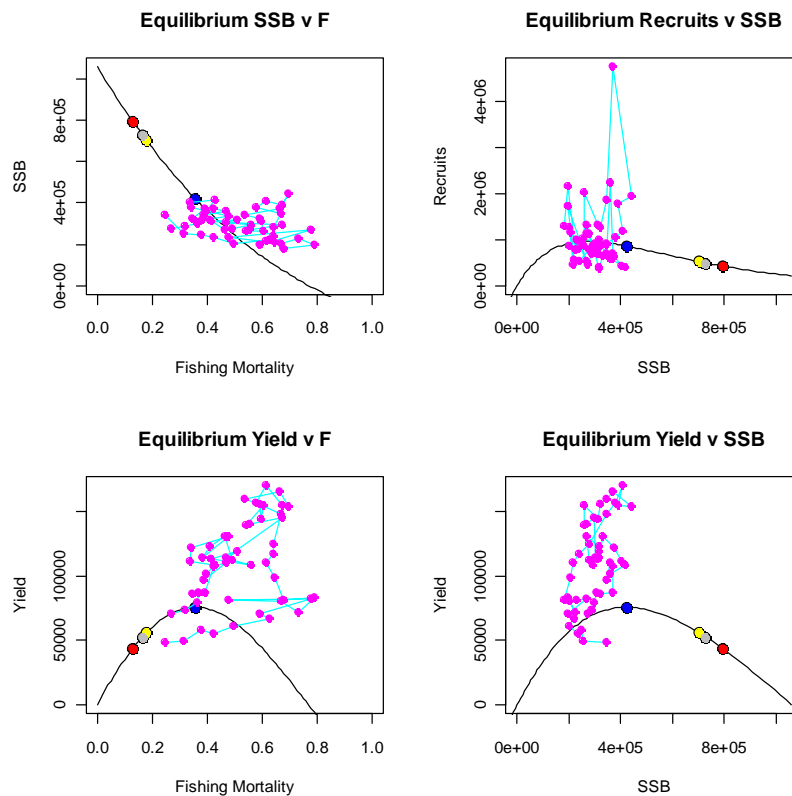 Equilibrium SSB v F
SSB
0e+00 4e+05 8e+05
0.0 0.2 0.4 0.6 0.8 1.0
Fishing Mortality
Equilibrium Recruits v SSB
Recruits
0e+00 2e+06 4e+06
0e+00 4e+05 8e+05
SSB
Equilibrium Yield v F
Yield
0 50000 100000
0.0 0.2 0.4 0.6 0.8 1.0
Fishing Mortality
Equilibrium Yield v SSB
Yield
0 50000 100000
0e+00 4e+05 8e+05
SSB